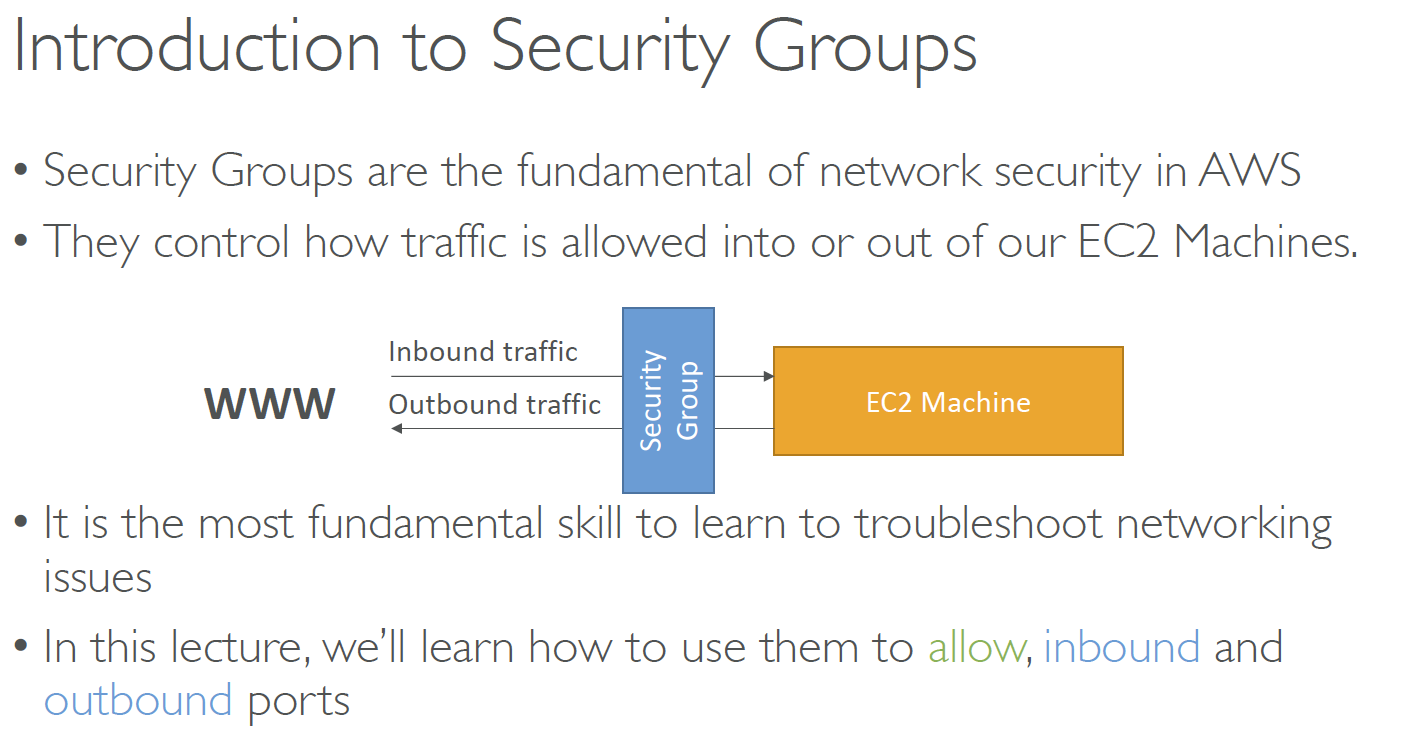 Introduction to Security Groups
• Security Groups are the fundamental of network security in AWS
• They control how traffic is allowed into or out of our EC2 Machines.
Inbound traffic
WWW
Outbound traffic
Security
Group
EC2 Machine
• It is the most fundamental skill to learn to troubleshoot networking
issues
• In this lecture, we’ll learn how to use them to allow, inbound and
outbound ports